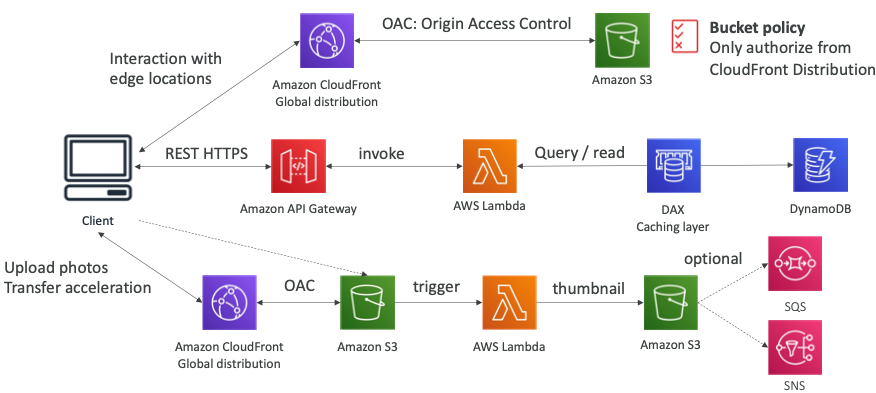 OAC: Origin Access Control
Bucket policy
Only authorize from
CloudFront Distribution
Interaction with
edge locations
Amazon CloudFront
Global distribution
Amazon S3
REST HTTPS
invoke
Query / read
Client
Amazon API Gateway
AWS Lambda
DAX
Caching layer
DynamoDB
Upload photos
Transfer acceleration
OAC
trigger
thumbnail
optional
Amazon CloudFront
Global distribution
Amazon S3
AWS Lambda
Amazon S3
SQS
SNS